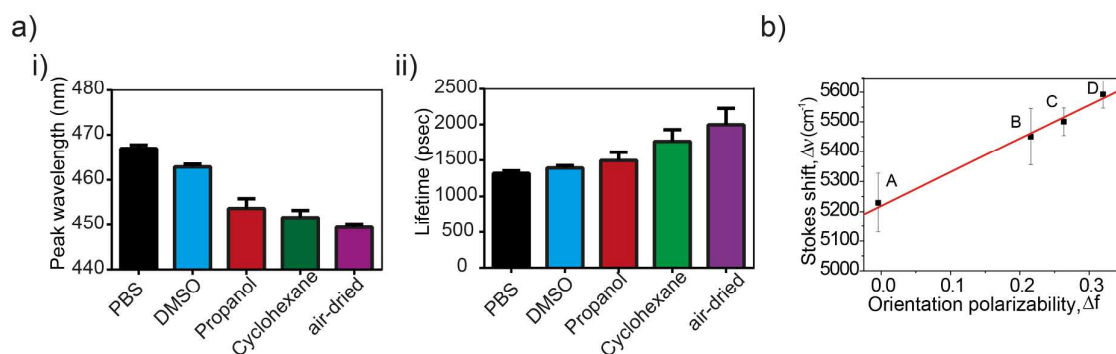 a)
i)
Peak wavelength (nm)
480
470
460
450
440
PBS
DMSO
Propanol
Cyclohexane
air-dried
ii)
Lifetime (psec)
2500
2000
1500
1000
500
0
PBS
DMSO
Propanol
Cyclohexane
air-dried
b)
Stokes shift, Δν (cm⁻¹)
5600
5500
5400
5300
5200
5100
5000
A
B
C
D
0.0
0.1
0.2
0.3
Orientation polarizability, Δf